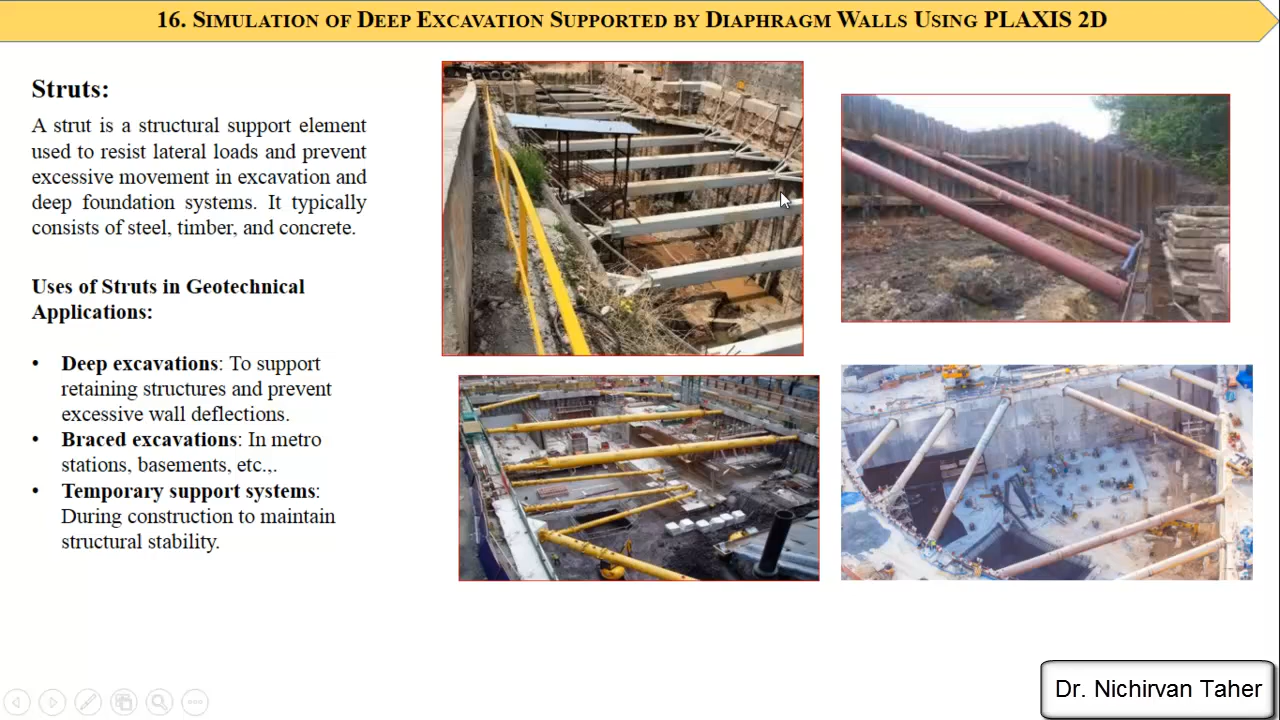 16. SIMULATION OF DEEP EXCAVATION SUPPORTED BY DIAPHRAGM WALLS USING PLAXIS 2D
Struts:
A strut is a structural support element
used to resist lateral loads and prevent
excessive movement in excavation and
deep foundation systems. It typically
consists of steel, timber, and concrete.
Uses of Struts in Geotechnical
Applications:
• Deep excavations: To support
retaining structures and prevent
excessive wall deflections.
• Braced excavations: In metro
stations, basements, etc.,.
• Temporary support systems:
During construction to maintain
structural stability.
Dr. Nichirvan Taher